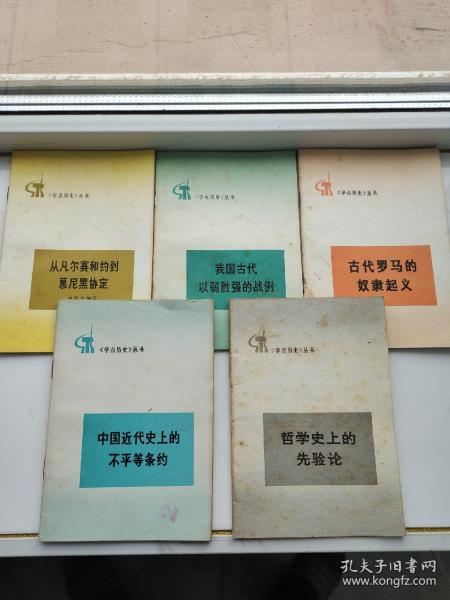 《学点历史》丛书
从凡尔赛和约到
慕尼黑协定
《学点历史》丛书
我国古代
以弱胜强的战例
《学点历史》丛书
古代罗马的
奴隶起义
《学点历史》丛书
中国近代史上的
不平等条约
2
《学点历史》丛书
哲学史上的
先验论
孔夫子旧书网
www.kongfz.com